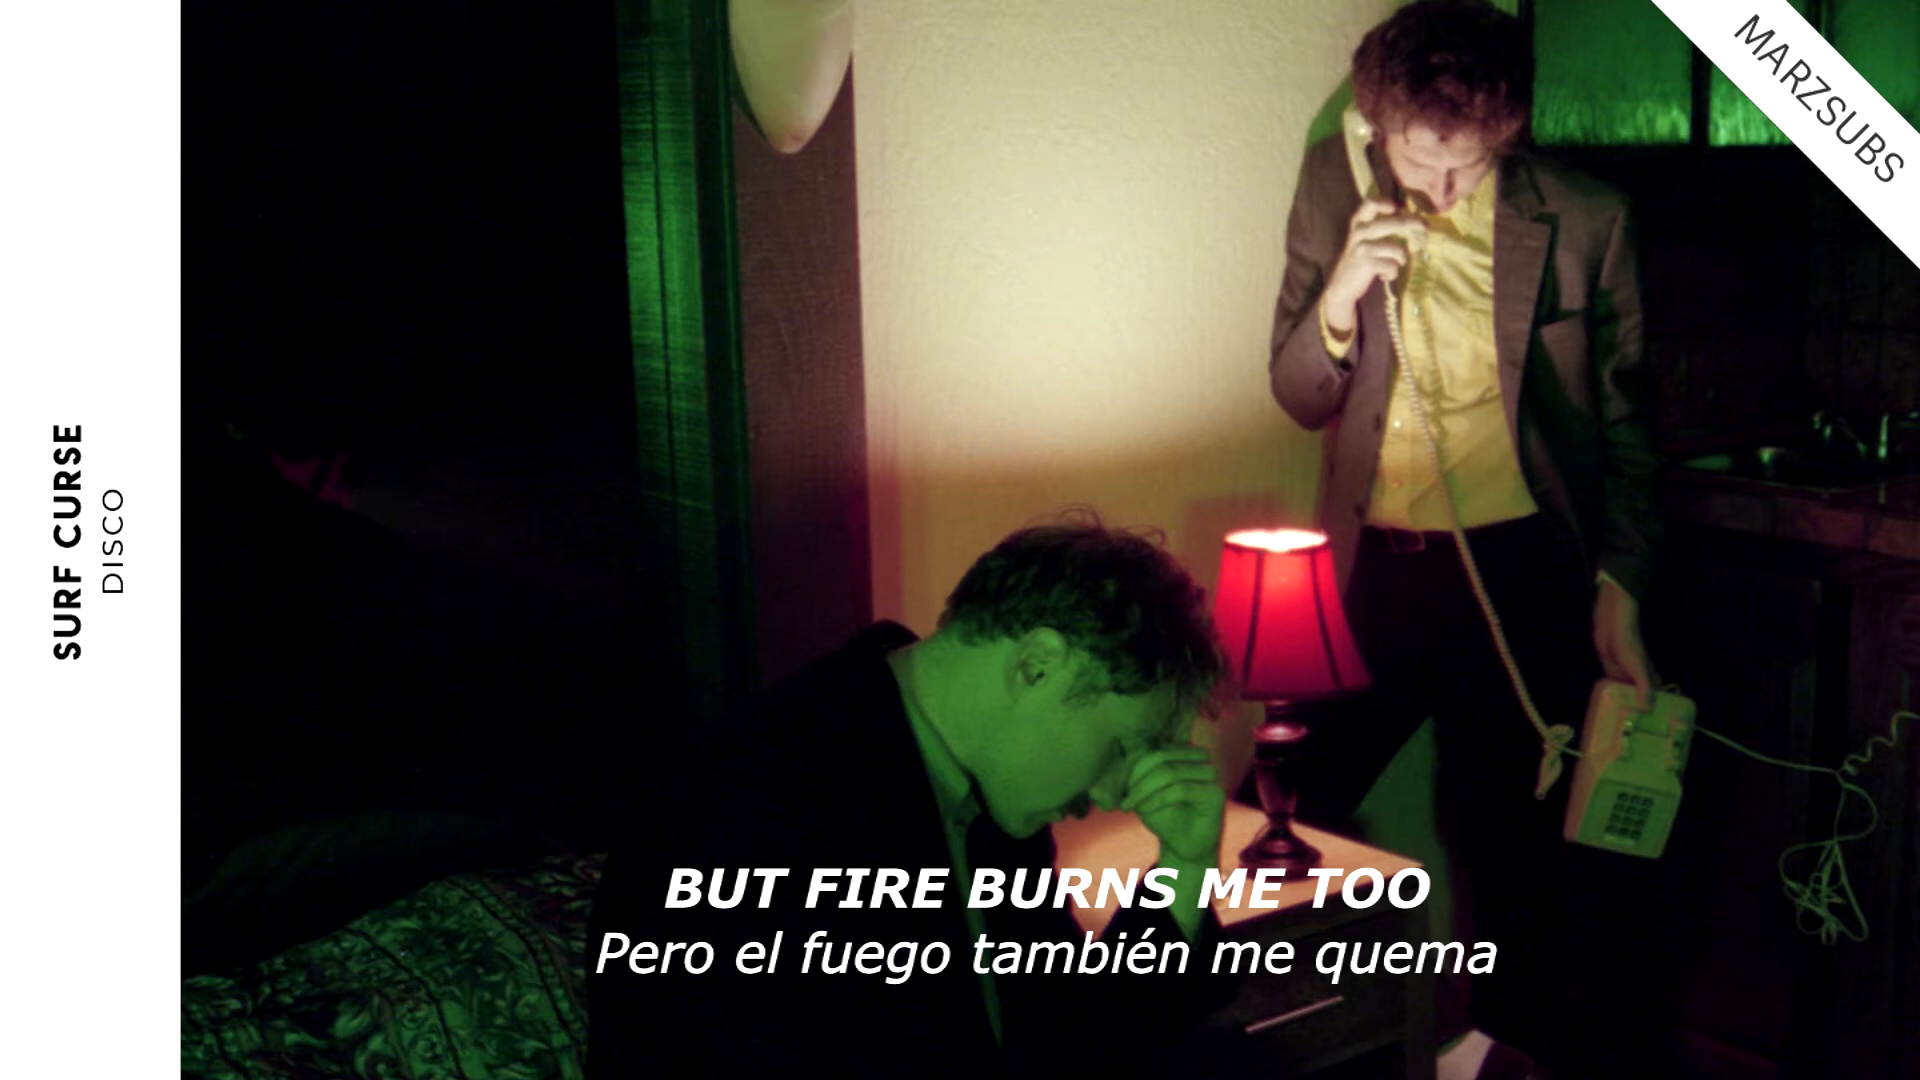 SURF CURSE
DISCO
MARZSUBS
BUT FIRE BURNS ME TOO
Pero el fuego también me quema